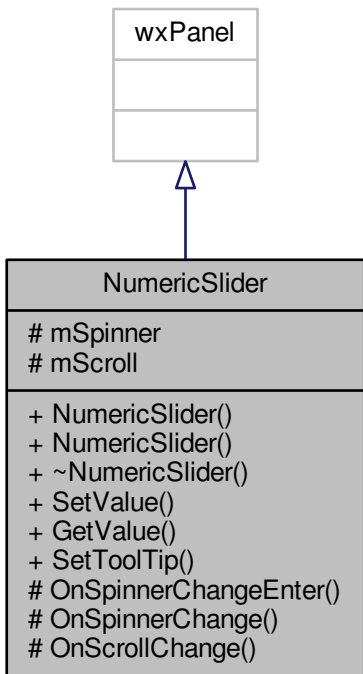 wxPanel
NumericSlider
# mSpinner
# mScroll
+ NumericSlider()
+ NumericSlider()
+ ~NumericSlider()
+ SetValue()
+ GetValue()
+ SetToolTip()
# OnSpinnerChangeEnter()
# OnSpinnerChange()
# OnScrollChange()